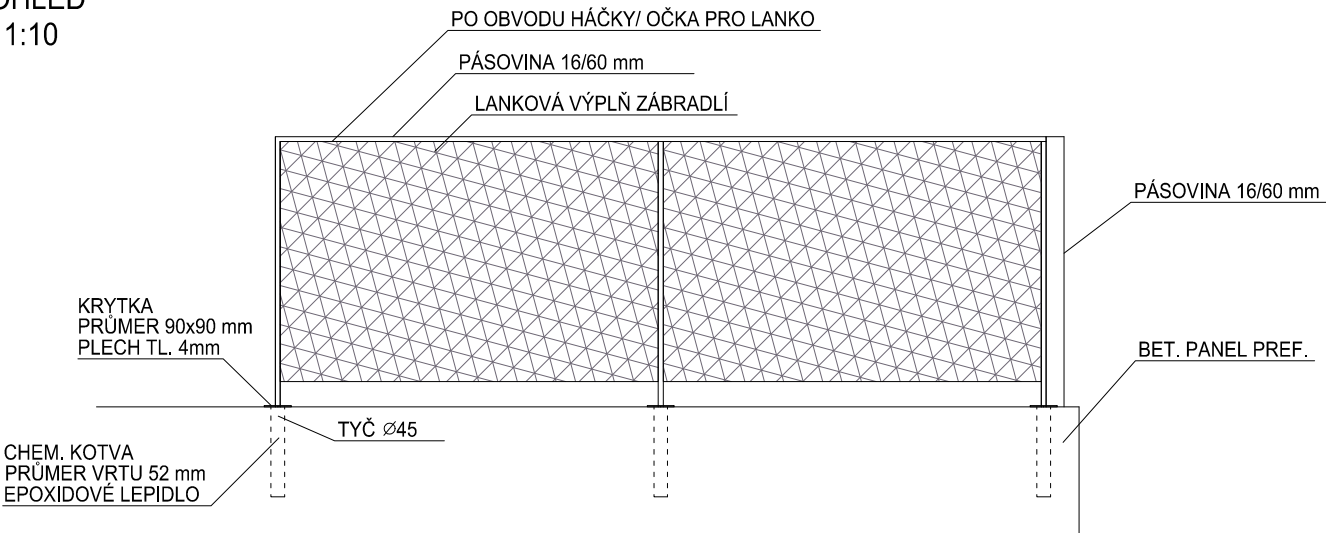 1:10
PO OBVODU HÁČKY/ OČKA PRO LANKO
PÁSOVINA 16/60 mm
LANKOVÁ VÝPLŇ ZÁBRADLÍ
PÁSOVINA 16/60 mm
KRYTKA
PRŮMER 90x90 mm
PLECH TL. 4mm
BET. PANEL PREF.
TYČ Ø45
CHEM. KOTVA
PRŮMER VRTU 52 mm
EPOXIDOVÉ LEPIDLO